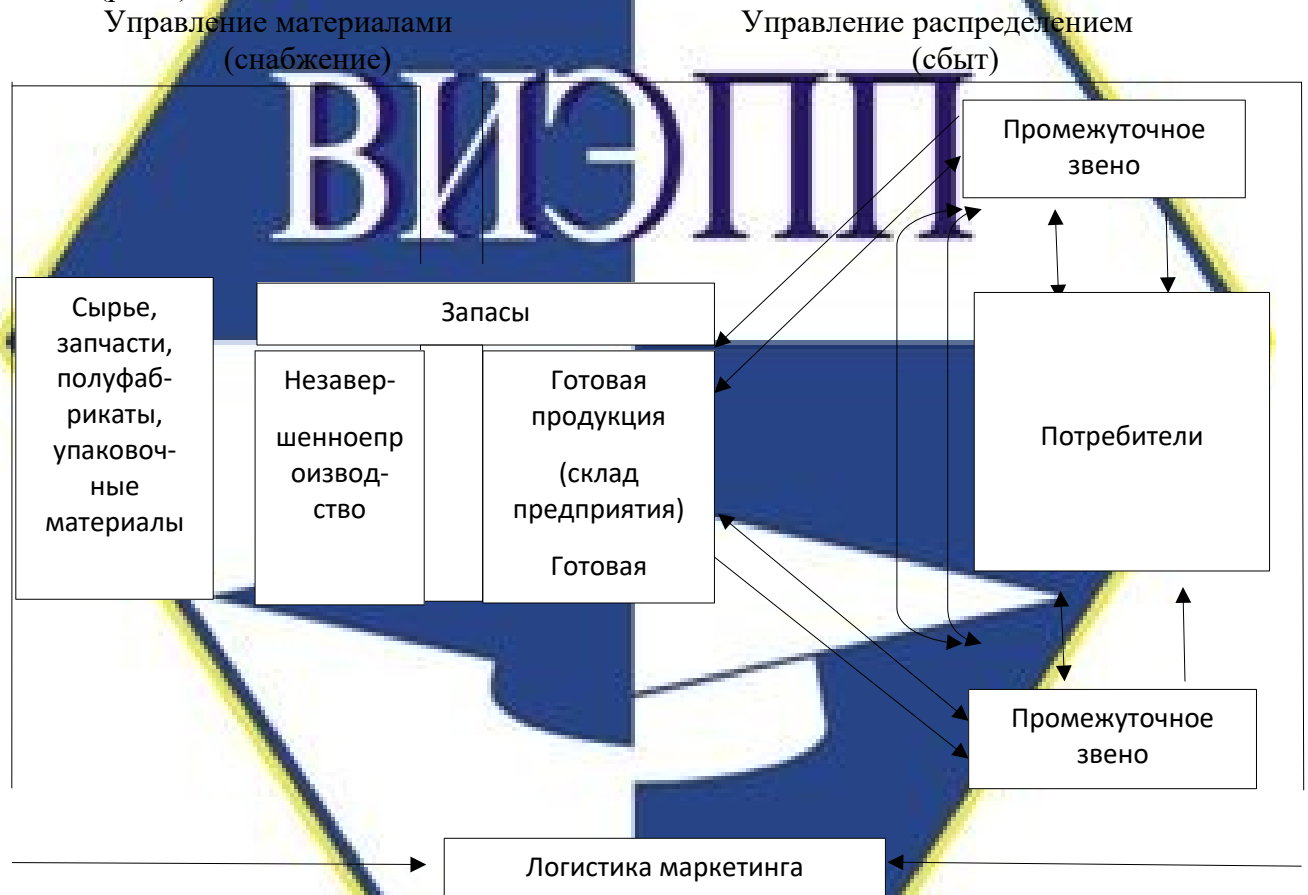 Управление материалами
(снабжение)
Управление распределением
(сбыт)
ВИЭПП
Промежуточное
звено
Сырье,
запчасти,
полуфаб-
рикаты,
упаковоч-
ные
материалы
Запасы
Незавер-
шенноепр
оизвод-
ство
Готовая
продукция
(склад
предприятия)
Готовая
Потребители
Промежуточное
звено
Логистика маркетинга